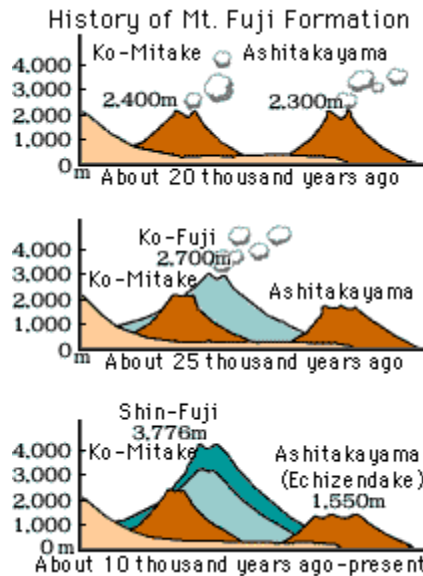 History of Mt. Fuji Formation
Ko-Mitake Ashitakayama
4.000
3.000
2.400m 2.300m
2.000
1.000
0
m About 20 thousand years ago
Ko-Fuji
4.000
2.700m
3.000
Ko-Mitake Ashitakayama
2.000
1.000
0
m About 25 thousand years ago
Shin-Fuji
3.776m
4.000 Ko-Mitake Ashitakayama
3.000 (Echizendake)
2.000 1.550m
1.000
0 m
About 10 thousand years ago-present